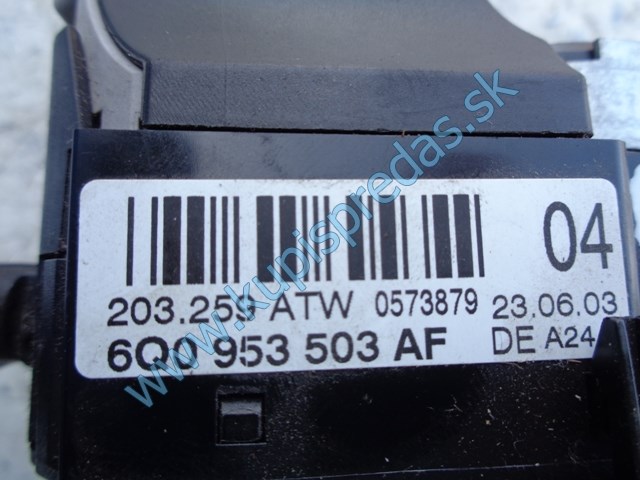 04
203.259 ATW 0573879 23.06.03
6Q0 953 503 AF DE A24
www.kupispredas.sk